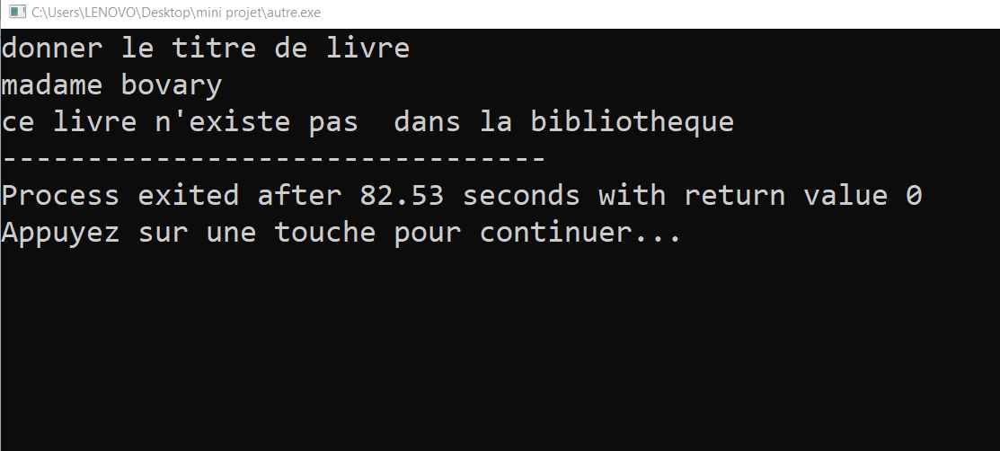 C:\Users\LENOVO\Desktop\mini projet\autre.exe
donner le titre de livre
madame bovary
ce livre n'existe pas  dans la bibliotheque
--------------------------------
Process exited after 82.53 seconds with return value 0
Appuyez sur une touche pour continuer...